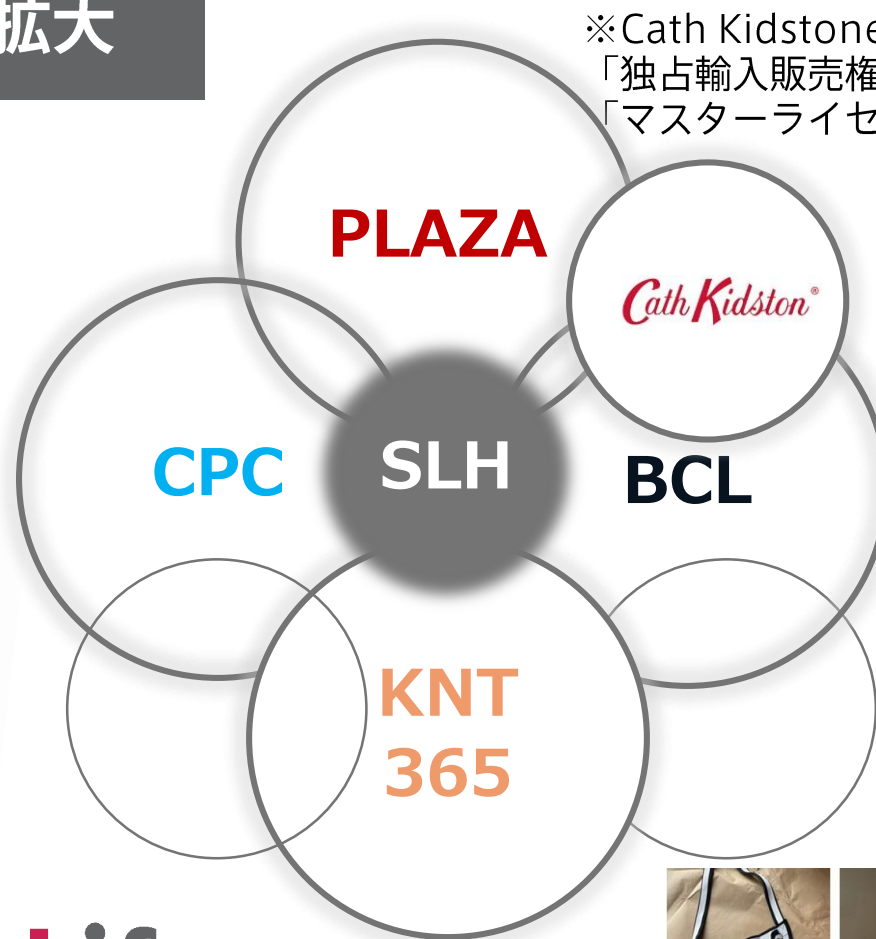 拡大
※Cath Kidstone
「独占輸入販売権
「マスターライセ
PLAZA
Cath Kidston®
CPC
SLH
BCL
KNT
365